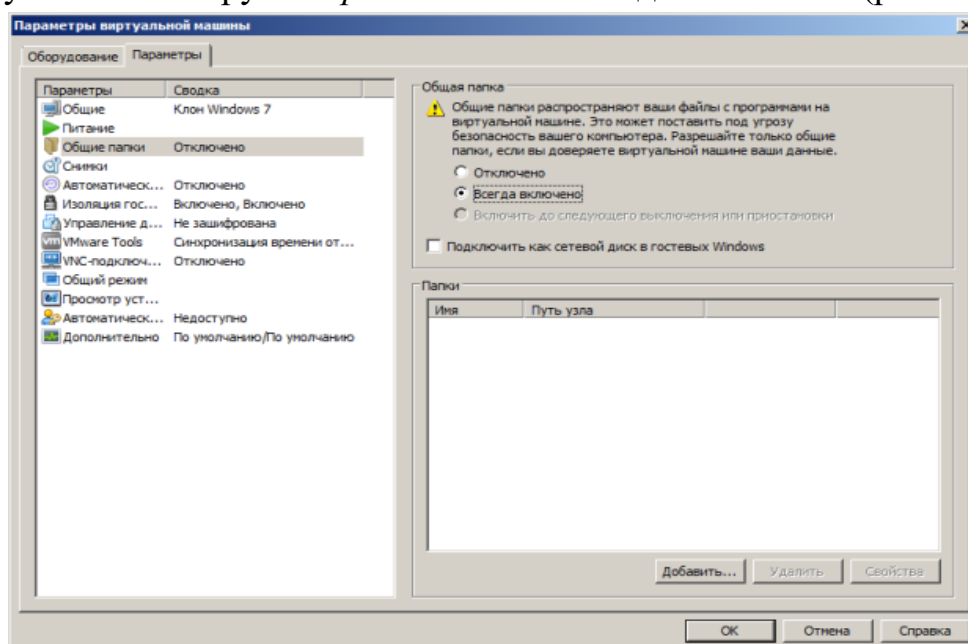 Параметры виртуальной машины
Оборудование Параметры
Параметры Сводка
Общие Клон Windows 7
Питание
Общие папки Отключено
Снимки
Автоматическ... Отключено
Изоляция гос... Включено, Включено
Управление д... Не зашифрована
VMware Tools Синхронизация времени от...
VNC-подключ... Отключено
Общий режим
Просмотр уст...
Автоматическ... Недоступно
Дополнительно По умолчанию/По умолчанию
Общая папка
Общие папки распространяют ваши файлы с программами на
виртуальной машине. Это может поставить под угрозу
безопасность вашего компьютера. Разрешайте только общие
папки, если вы доверяете виртуальной машине ваши данные.
Отключено
Всегда включено
Включить до следующего выключения или приостановки
Подключить как сетевой диск в гостевых Windows
Папки
Имя Путь узла
Добавить... Удалить Свойства
OK Отмена Справка